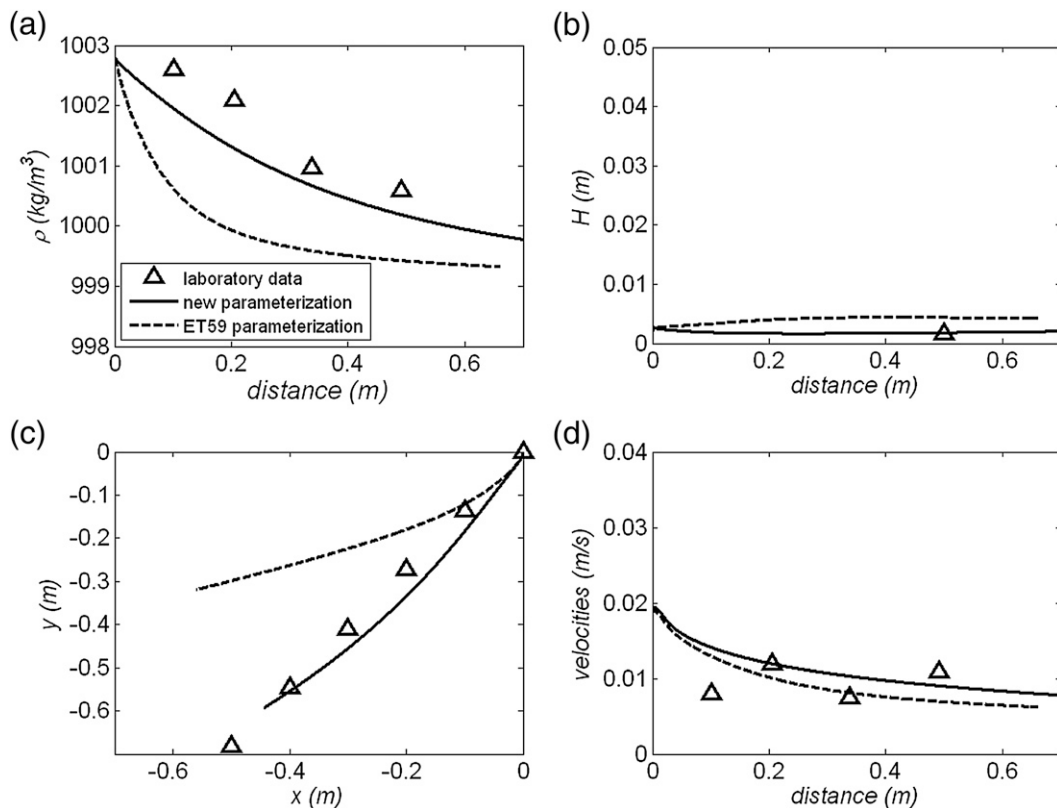 (a)
1003
1002
1001
1000
999
998
ρ (kg/m³)
laboratory data
new parameterization
ET59 parameterization
0
0.2
0.4
0.6
distance (m)
(b)
0.05
0.04
0.03
0.02
0.01
0
H (m)
0
0.2
0.4
0.6
distance (m)
(c)
0
-0.1
-0.2
-0.3
-0.4
-0.5
-0.6
y (m)
-0.6
-0.4
-0.2
0
x (m)
(d)
0.04
0.03
0.02
0.01
0
velocities (m/s)
0
0.2
0.4
0.6
distance (m)